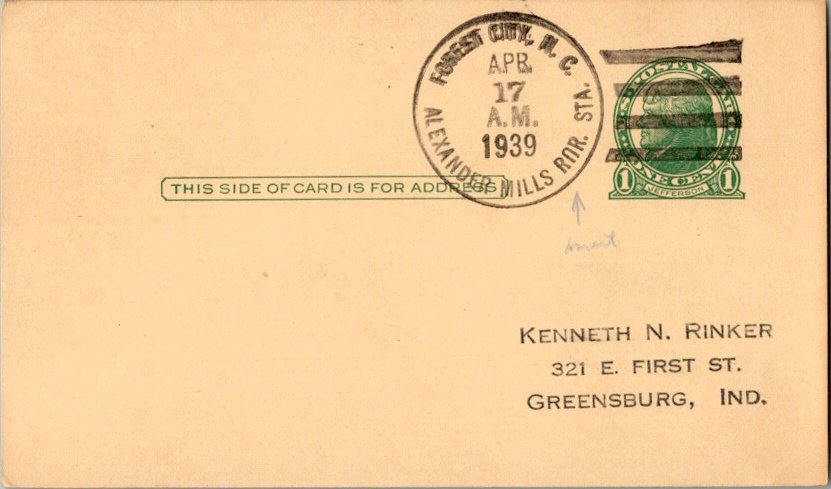 FOREST CITY, N. C.
APR
17
A.M.
1939
ALEXANDER MILLS RUR. STA.
THIS SIDE OF CARD IS FOR ADDRESS
U·S·POSTAGE
ONE CENT
1 JEFFERSON 1
KENNETH N. RINKER
321 E. FIRST ST.
GREENSBURG, IND.